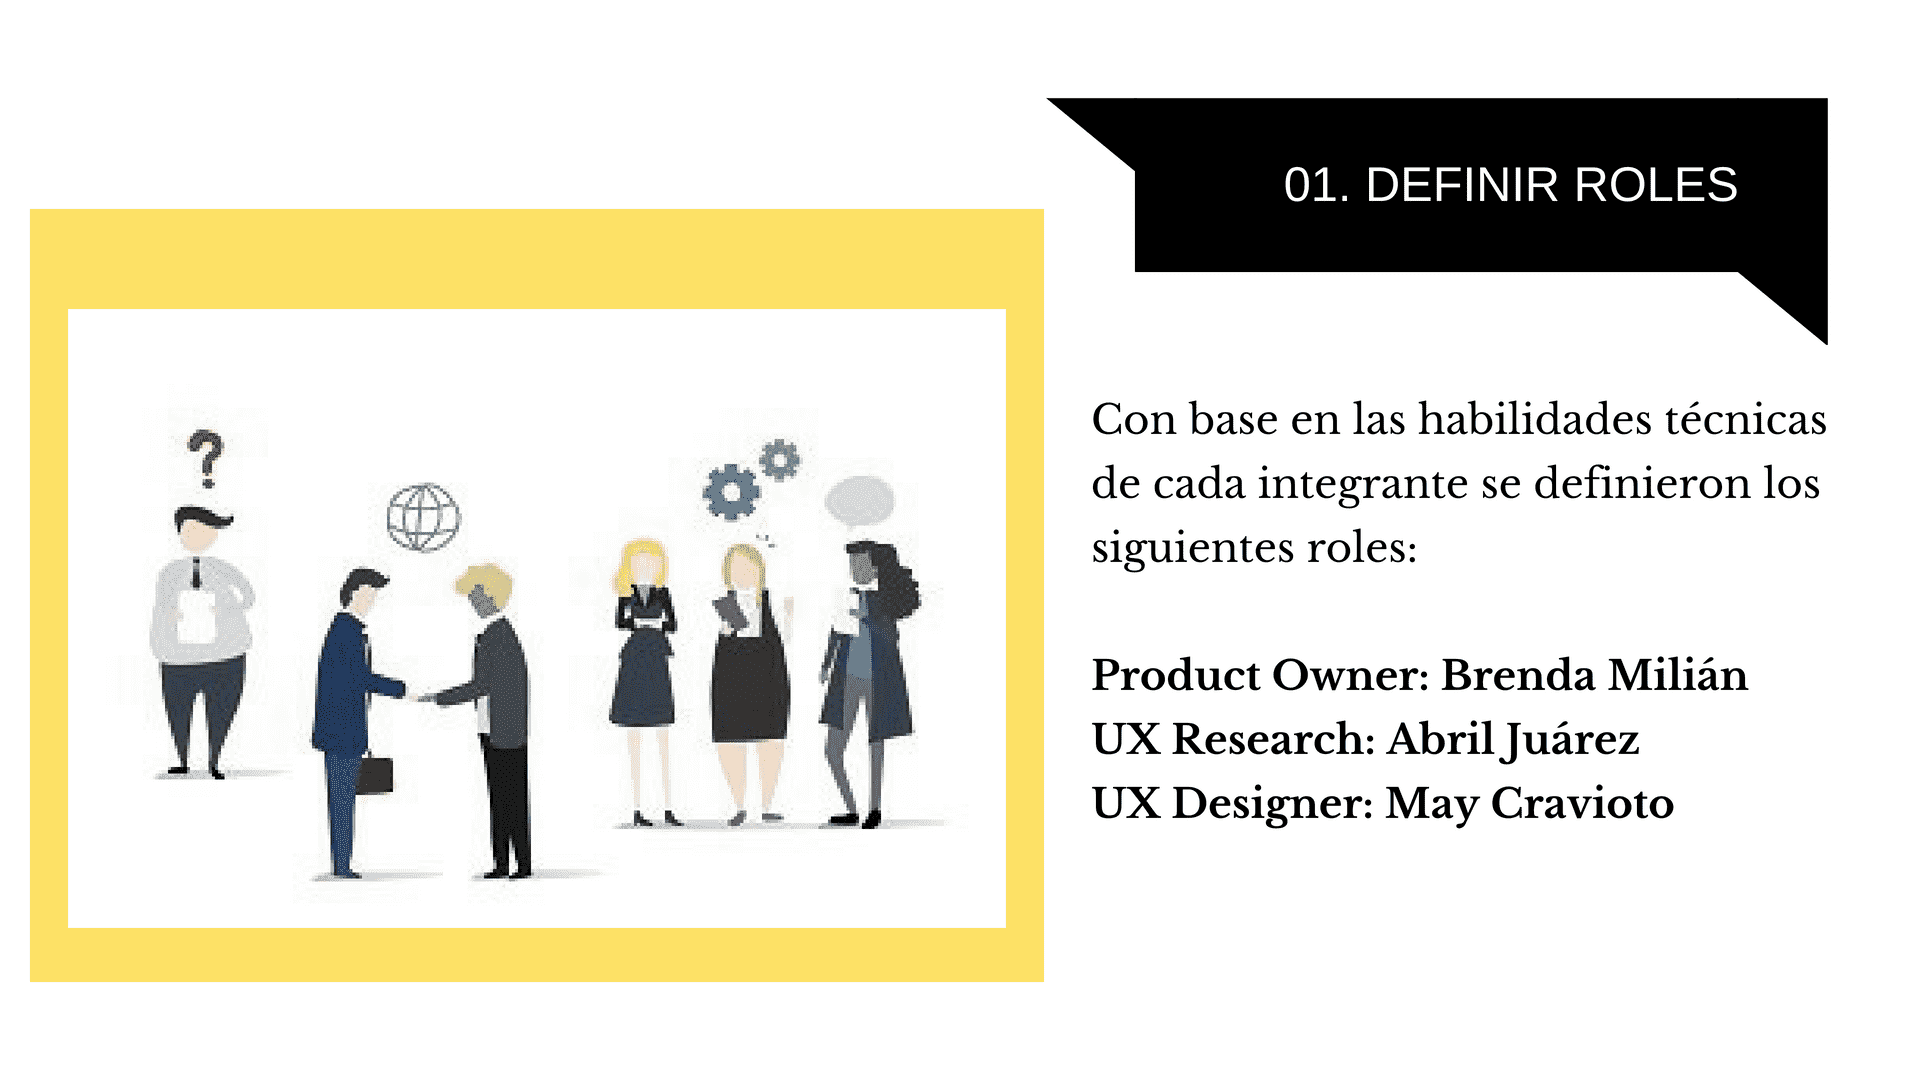 01. DEFINIR ROLES
Con base en las habilidades técnicas
de cada integrante se definieron los
siguientes roles:
Product Owner: Brenda Milián
UX Research: Abril Juárez
UX Designer: May Cravioto